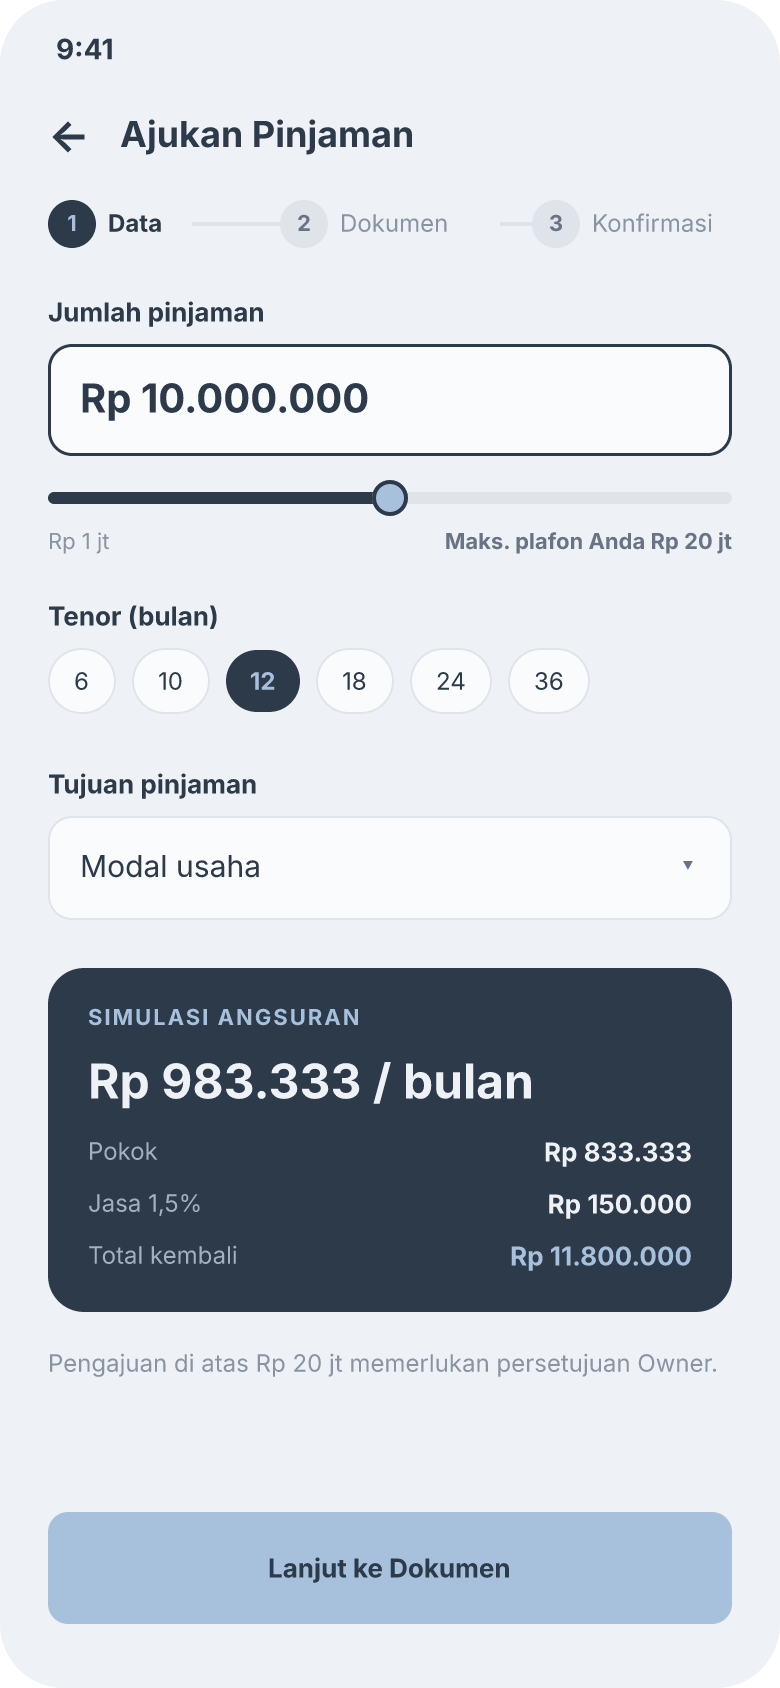 9:41
Ajukan Pinjaman
1 Data 2 Dokumen 3 Konfirmasi
Jumlah pinjaman
Rp 10.000.000
Rp 1 jt Maks. plafon Anda Rp 20 jt
Tenor (bulan)
6 10 12 18 24 36
Tujuan pinjaman
Modal usaha
SIMULASI ANGSURAN
Rp 983.333 / bulan
Pokok Rp 833.333
Jasa 1,5% Rp 150.000
Total kembali Rp 11.800.000
Pengajuan di atas Rp 20 jt memerlukan persetujuan Owner.
Lanjut ke Dokumen